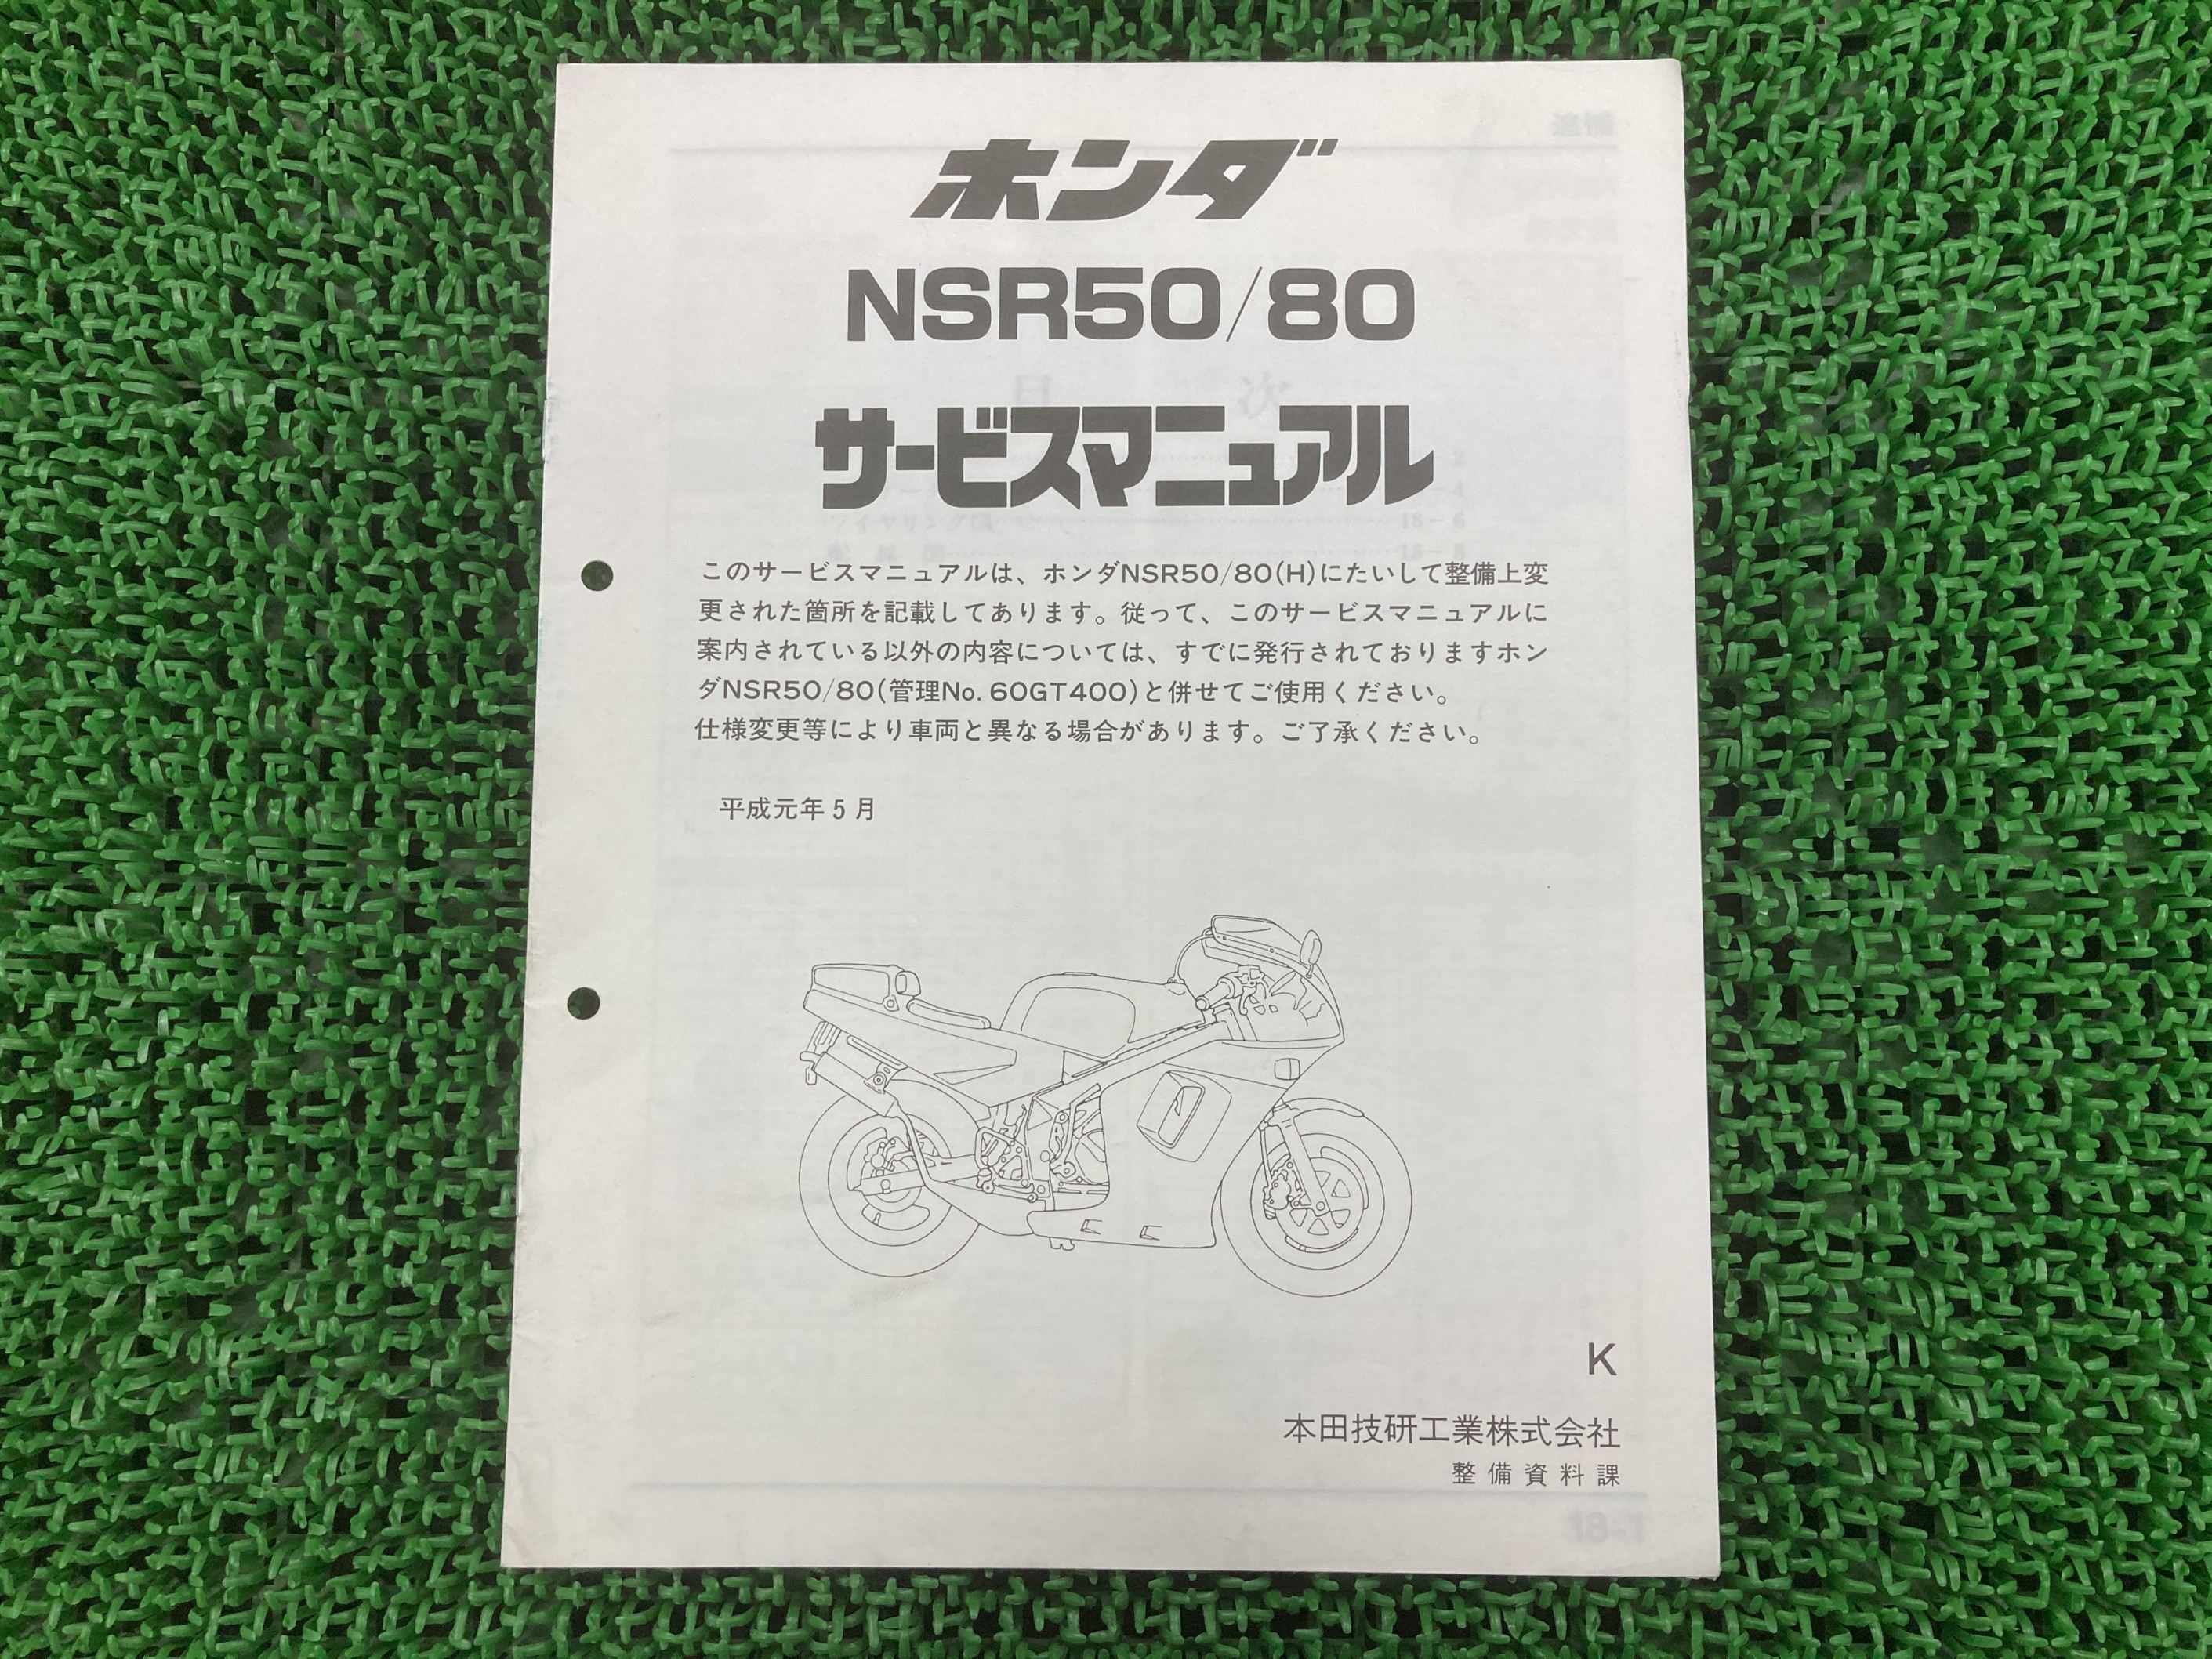 ホンダ
NSR50/80
サービスマニュアル
このサービスマニュアルは、ホンダNSR50/80(H)にたいして整備上変
更された箇所を記載してあります。従って、このサービスマニュアルに
案内されている以外の内容については、すでに発行されておりますホン
ダNSR50/80(管理No. 60GT400)と併せてご使用ください。
仕様変更等により車両と異なる場合があります。ご了承ください。
平成元年5月
K
本田技研工業株式会社
整備資料課